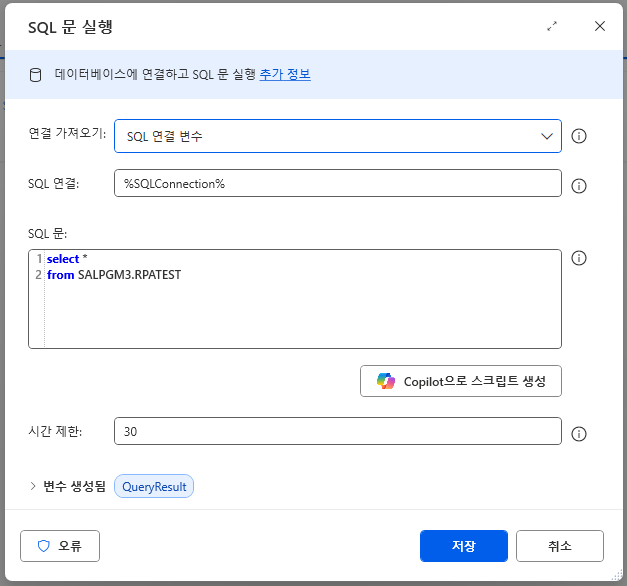 SQL 문 실행
데이터베이스에 연결하고 SQL 문 실행 추가 정보
연결 가져오기: SQL 연결 변수
SQL 연결: %SQLConnection%
SQL 문:
1 select *
2 from SALPGM3.RPATEST
Copilot으로 스크립트 생성
시간 제한: 30
변수 생성됨 QueryResult
오류 저장 취소